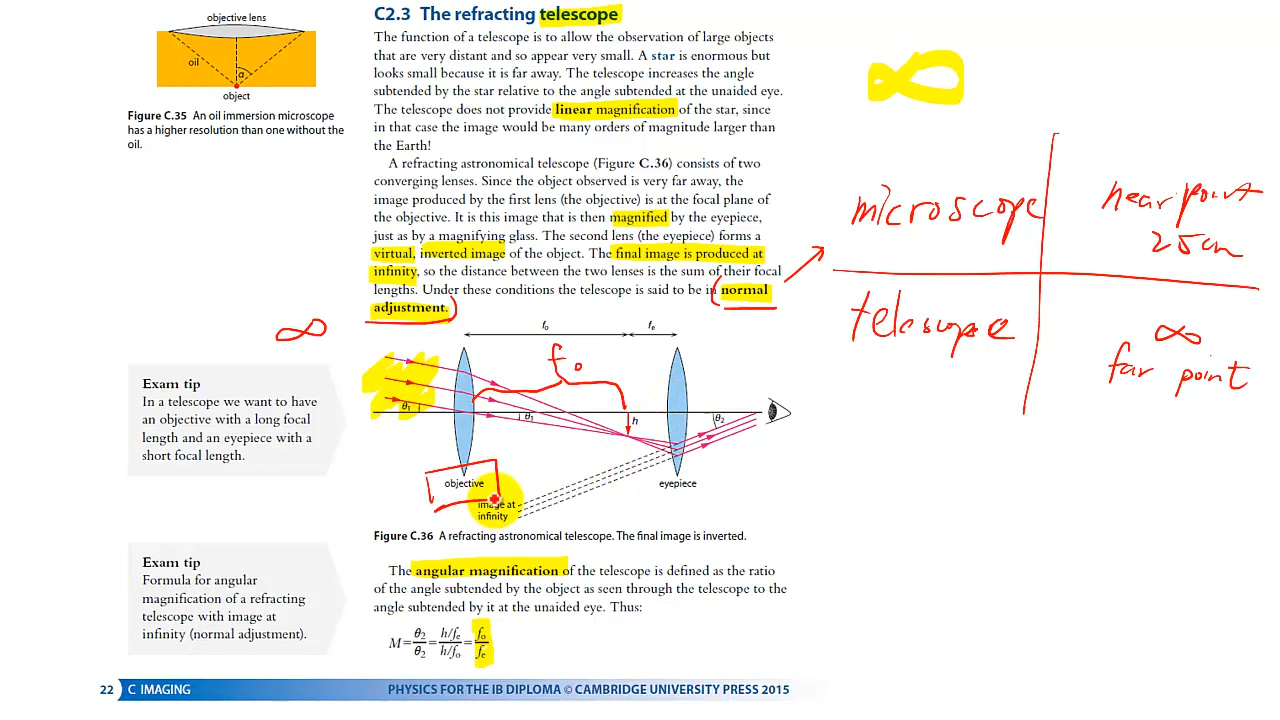 objective lens
oil
α
object
Figure C.35 An oil immersion microscope
has a higher resolution than one without the
oil.
C2.3 The refracting telescope
The function of a telescope is to allow the observation of large objects
that are very distant and so appear very small. A star is enormous but
looks small because it is far away. The telescope increases the angle
subtended by the star relative to the angle subtended at the unaided eye.
The telescope does not provide linear magnification of the star, since
in that case the image would be many orders of magnitude larger than
the Earth!
A refracting astronomical telescope (Figure C.36) consists of two
converging lenses. Since the object observed is very far away, the
image produced by the first lens (the objective) is at the focal plane of
the objective. It is this image that is then magnified by the eyepiece,
just as by a magnifying glass. The second lens (the eyepiece) forms a
virtual, inverted image of the object. The final image is produced at
infinity, so the distance between the two lenses is the sum of their focal
lengths. Under these conditions the telescope is said to be in normal
adjustment.
∞
microscope
near point
25cm
telescope
∞
far point
∞
Exam tip
In a telescope we want to have
an objective with a long focal
length and an eyepiece with a
short focal length.
fo
fe
fo
θ1
θ1
h
θ2
objective
eyepiece
image at
infinity
Figure C.36 A refracting astronomical telescope. The final image is inverted.
Exam tip
Formula for angular
magnification of a refracting
telescope with image at
infinity (normal adjustment).
The angular magnification of the telescope is defined as the ratio
of the angle subtended by the object as seen through the telescope to the
angle subtended by it at the unaided eye. Thus:
M = θ2/θ2 = (h/fe)/(h/fo) = fo/fe
22 C IMAGING
PHYSICS FOR THE IB DIPLOMA © CAMBRIDGE UNIVERSITY PRESS 2015